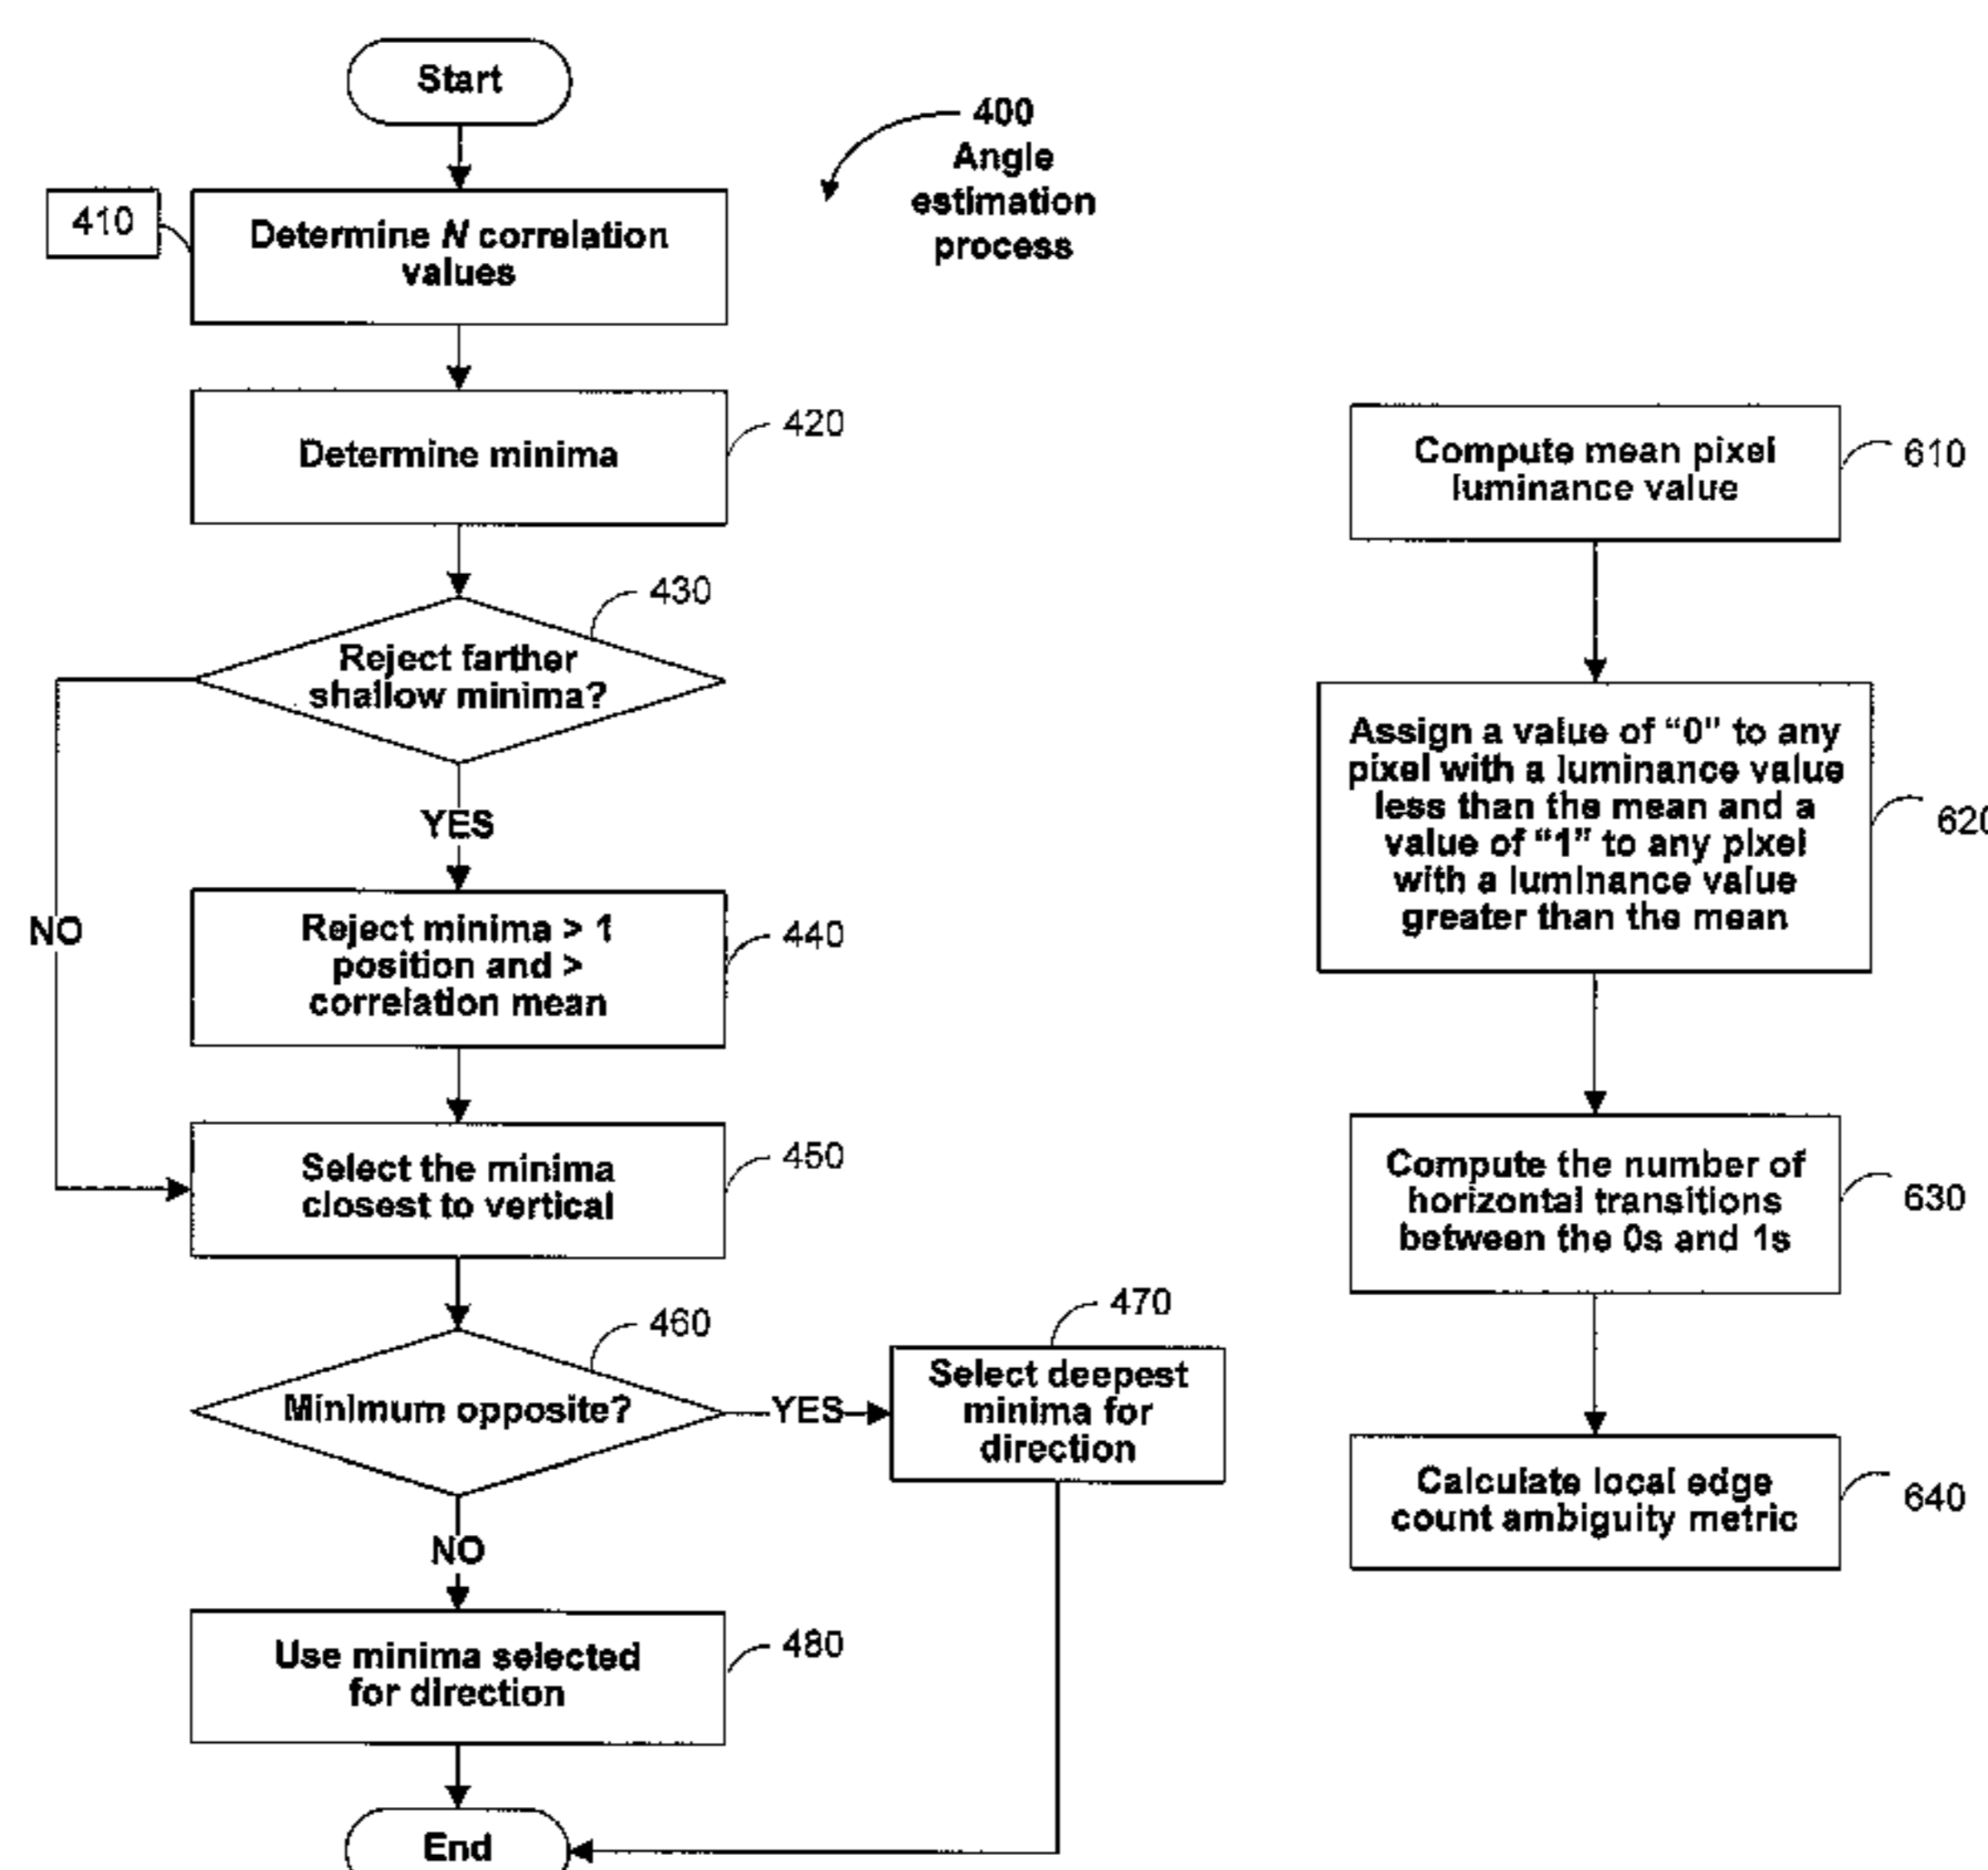 Start
400
Angle
estimation
process
410
Determine N correlation
values
420
Determine minima
430
Reject farther
shallow minima?
YES
NO
440
Reject minima > 1
position and >
correlation mean
450
Select the minima
closest to vertical
460
Minimum opposite?
YES
470
Select deepest
minima for
direction
NO
480
Use minima selected
for direction
End
610
Compute mean pixel
luminance value
620
Assign a value of “0” to any
pixel with a luminance value
less than the mean and a
value of “1” to any pixel
with a luminance value
greater than the mean
630
Compute the number of
horizontal transitions
between the 0s and 1s
640
Calculate local edge
count ambiguity metric